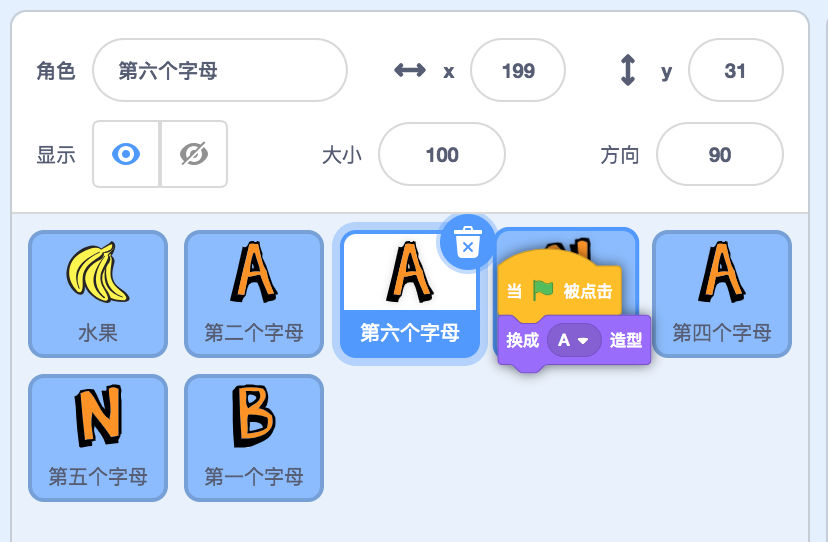 角色 第六个字母 x 199 y 31
显示 大小 100 方向 90
A A N A
当 被点击
换成 A 造型
水果 第二个字母 第六个字母 第四个字母
N B
第五个字母 第一个字母